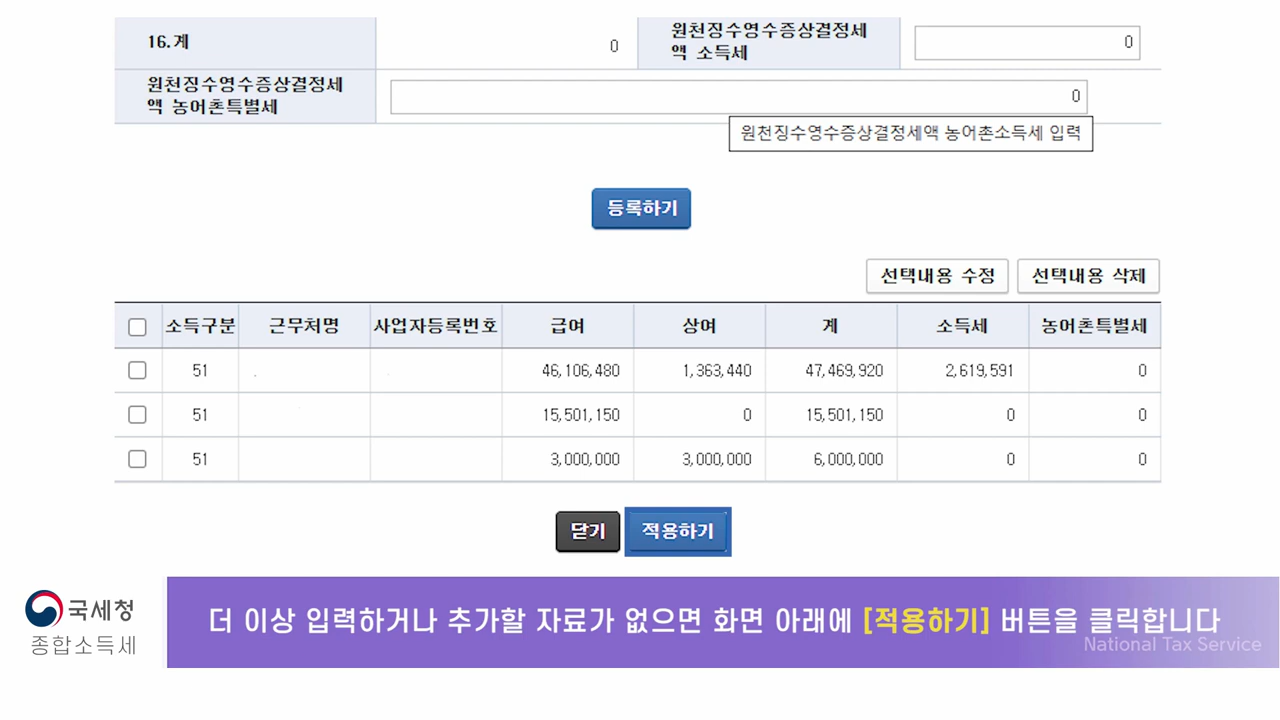 16.계
0
원천징수영수증상결정세
액 소득세
0
원천징수영수증상결정세
액 농어촌특별세
0
원천징수영수증상결정세액 농어촌소득세 입력
등록하기
선택내용 수정 선택내용 삭제
소득구분 근무처명 사업자등록번호 급여 상여 계 소득세 농어촌특별세
51 46,106,480 1,363,440 47,469,920 2,619,591 0
51 15,501,150 0 15,501,150 0 0
51 3,000,000 3,000,000 6,000,000 0 0
닫기 적용하기
국세청
종합소득세
더 이상 입력하거나 추가할 자료가 없으면 화면 아래에 [적용하기] 버튼을 클릭합니다
National Tax Service